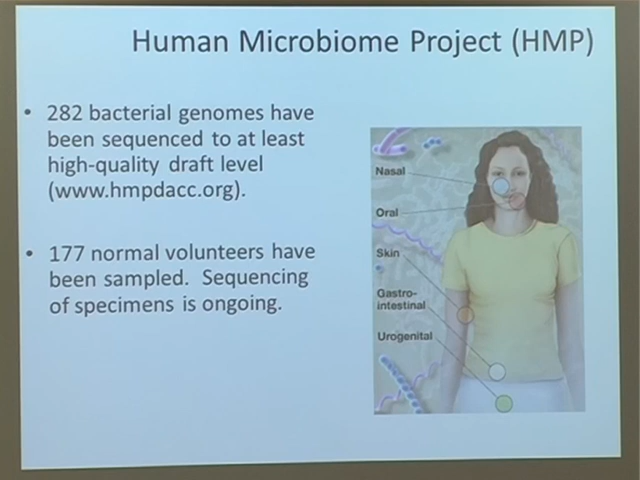 Human Microbiome Project (HMP)
• 282 bacterial genomes have
been sequenced to at least
high-quality draft level
(www.hmpdacc.org).
• 177 normal volunteers have
been sampled. Sequencing
of specimens is ongoing.
Nasal
Oral
Skin
Gastro-
intestinal
Urogenital